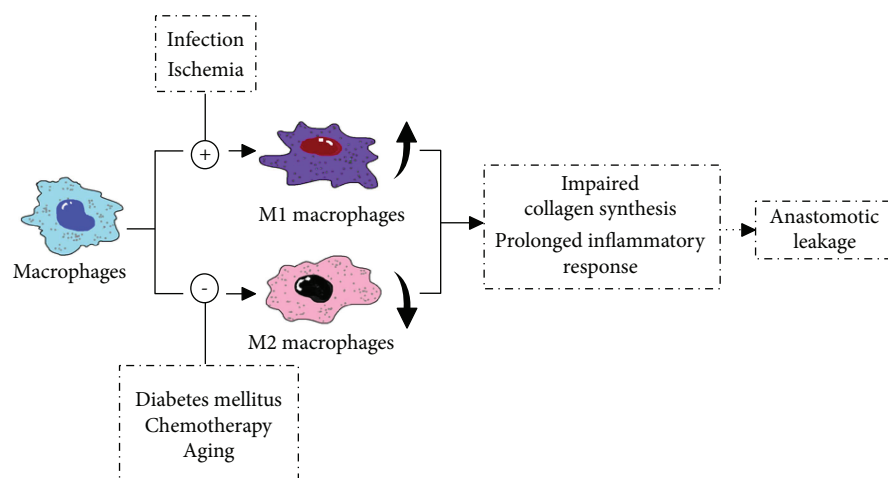 Infection
Ischemia
+
M1 macrophages
Macrophages
-
M2 macrophages
Diabetes mellitus
Chemotherapy
Aging
Impaired
collagen synthesis
Prolonged inflammatory
response
Anastomotic
leakage